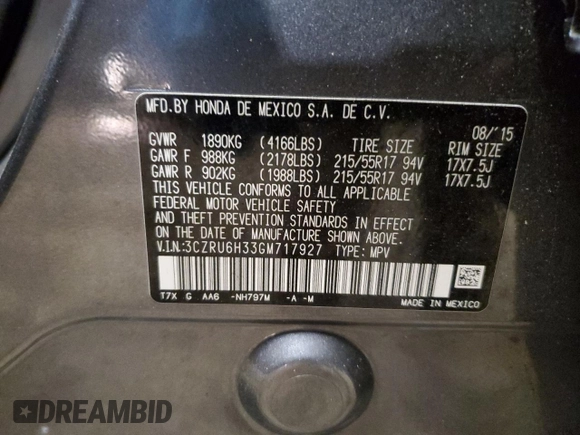 MFD.BY HONDA DE MEXICO S.A. DE C.V.
08/'15
GVWR 1890KG (4166LBS) TIRE SIZE RIM SIZE
GAWR F 988KG (2178LBS) 215/55R17 94V 17X7.5J
GAWR R 902KG (1988LBS) 215/55R17 94V 17X7.5J
THIS VEHICLE CONFORMS TO ALL APPLICABLE
FEDERAL MOTOR VEHICLE SAFETY
AND THEFT PREVENTION STANDARDS IN EFFECT
ON THE DATE OF MANUFACTURE SHOWN ABOVE.
V.I.N:3CZRU6H33GM717927 TYPE: MPV
T7X G AA6 -NH797M -A -M MADE IN MEXICO
DREAMBID